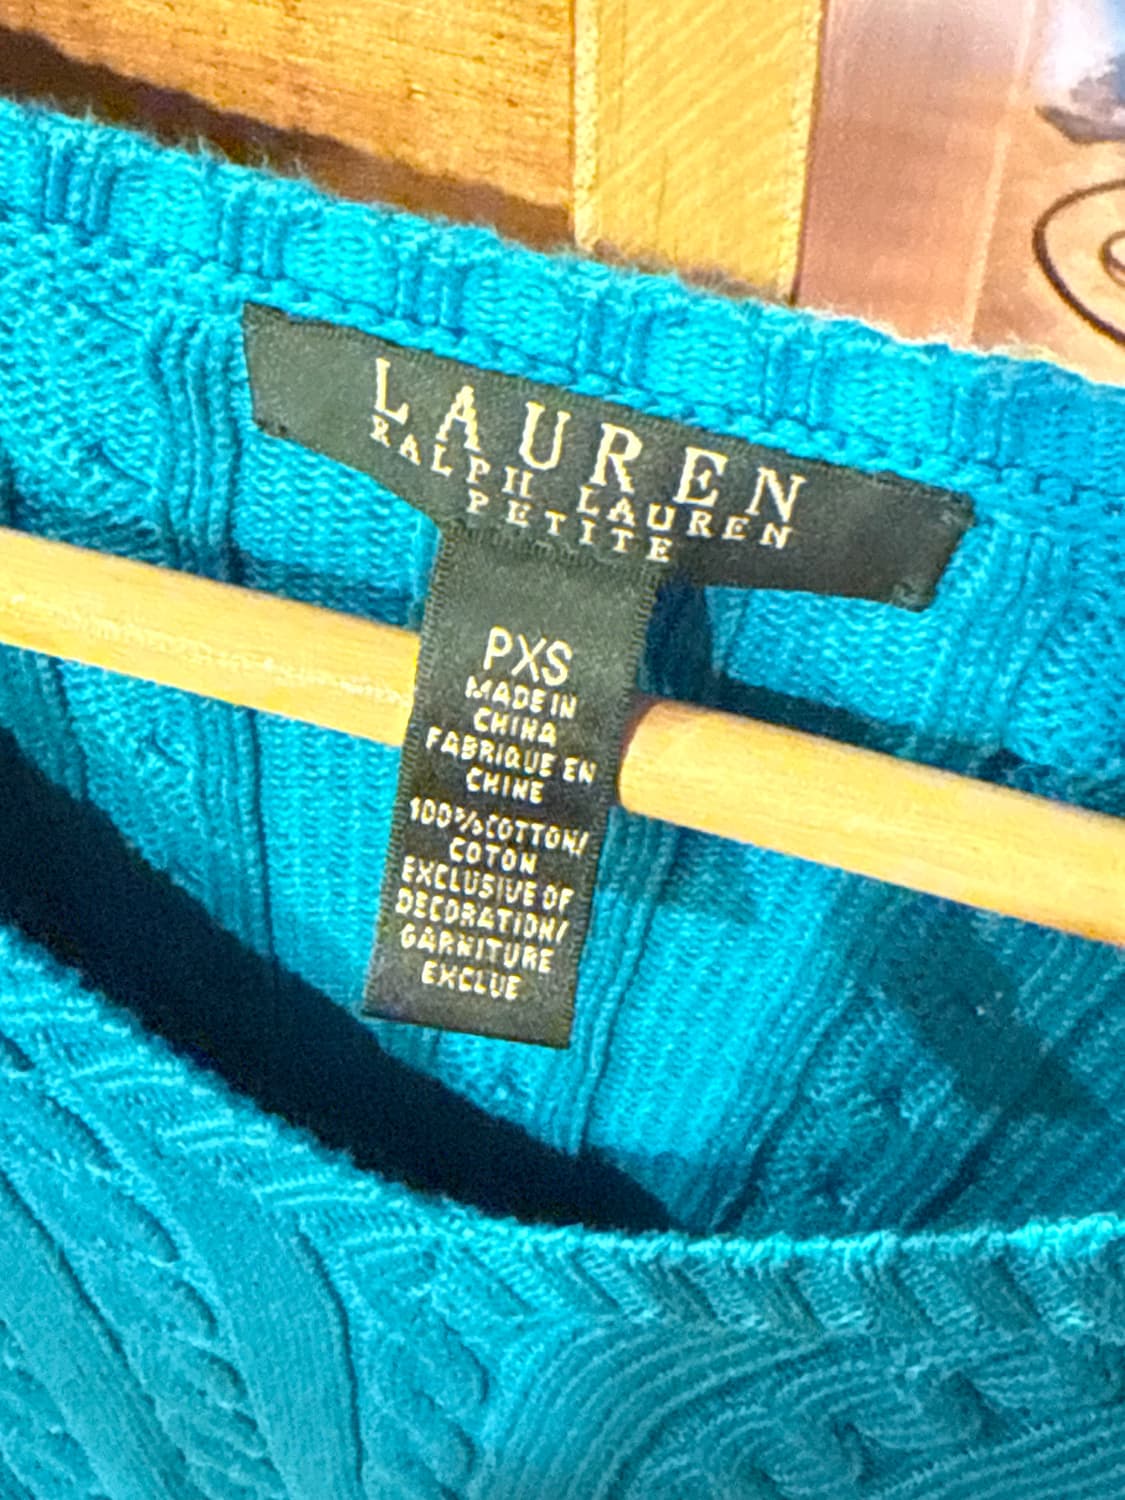 LAUREN
RALPH LAUREN
PETITE
PXS
MADE IN
CHINA
FABRIQUE EN
CHINE
100% COTTON/
COTON
EXCLUSIVE OF
DECORATION/
GARNITURE
EXCLUE